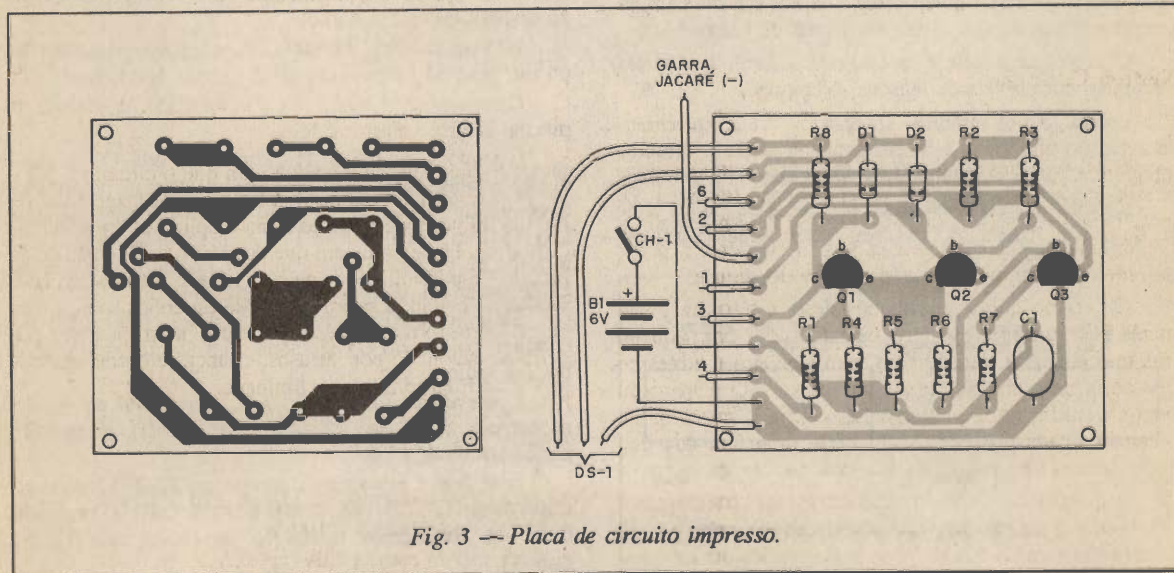 GARRA
JACARÉ (-)
R8 D1 D2 R2 R3
6
2
CH-1
b b b
c e c e c e
Q1 Q2 Q3
1
+
B1
6V
3
R1 R4 R5 R6 R7 C1
4
DS-1
Fig. 3 — Placa de circuito impresso.